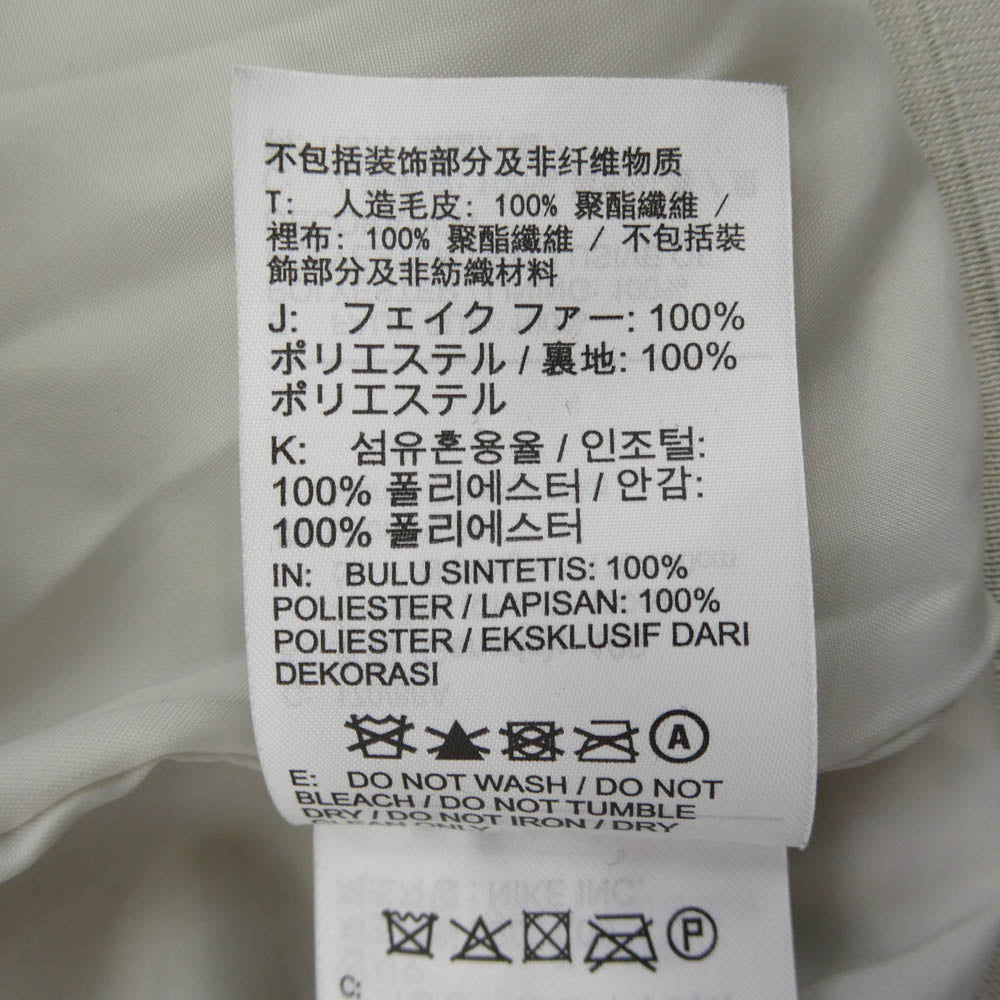 不包括装饰部分及非纤维物质
T: 人造毛皮: 100% 聚酯纖維 /
裡布: 100% 聚酯纖維 / 不包括裝
飾部分及非紡織材料
J: フェイク ファー: 100%
ポリエステル / 裏地: 100%
ポリエステル
K: 섬유혼용율 / 인조털:
100% 폴리에스터 / 안감:
100% 폴리에스터
IN: BULU SINTETIS: 100%
POLIESTER / LAPISAN: 100%
POLIESTER / EKSKLUSIF DARI
DEKORASI
A
E: DO NOT WASH / DO NOT
BLEACH / DO NOT TUMBLE
DRY / DO NOT IRON / DRY
CLEAN ONLY
P
C: